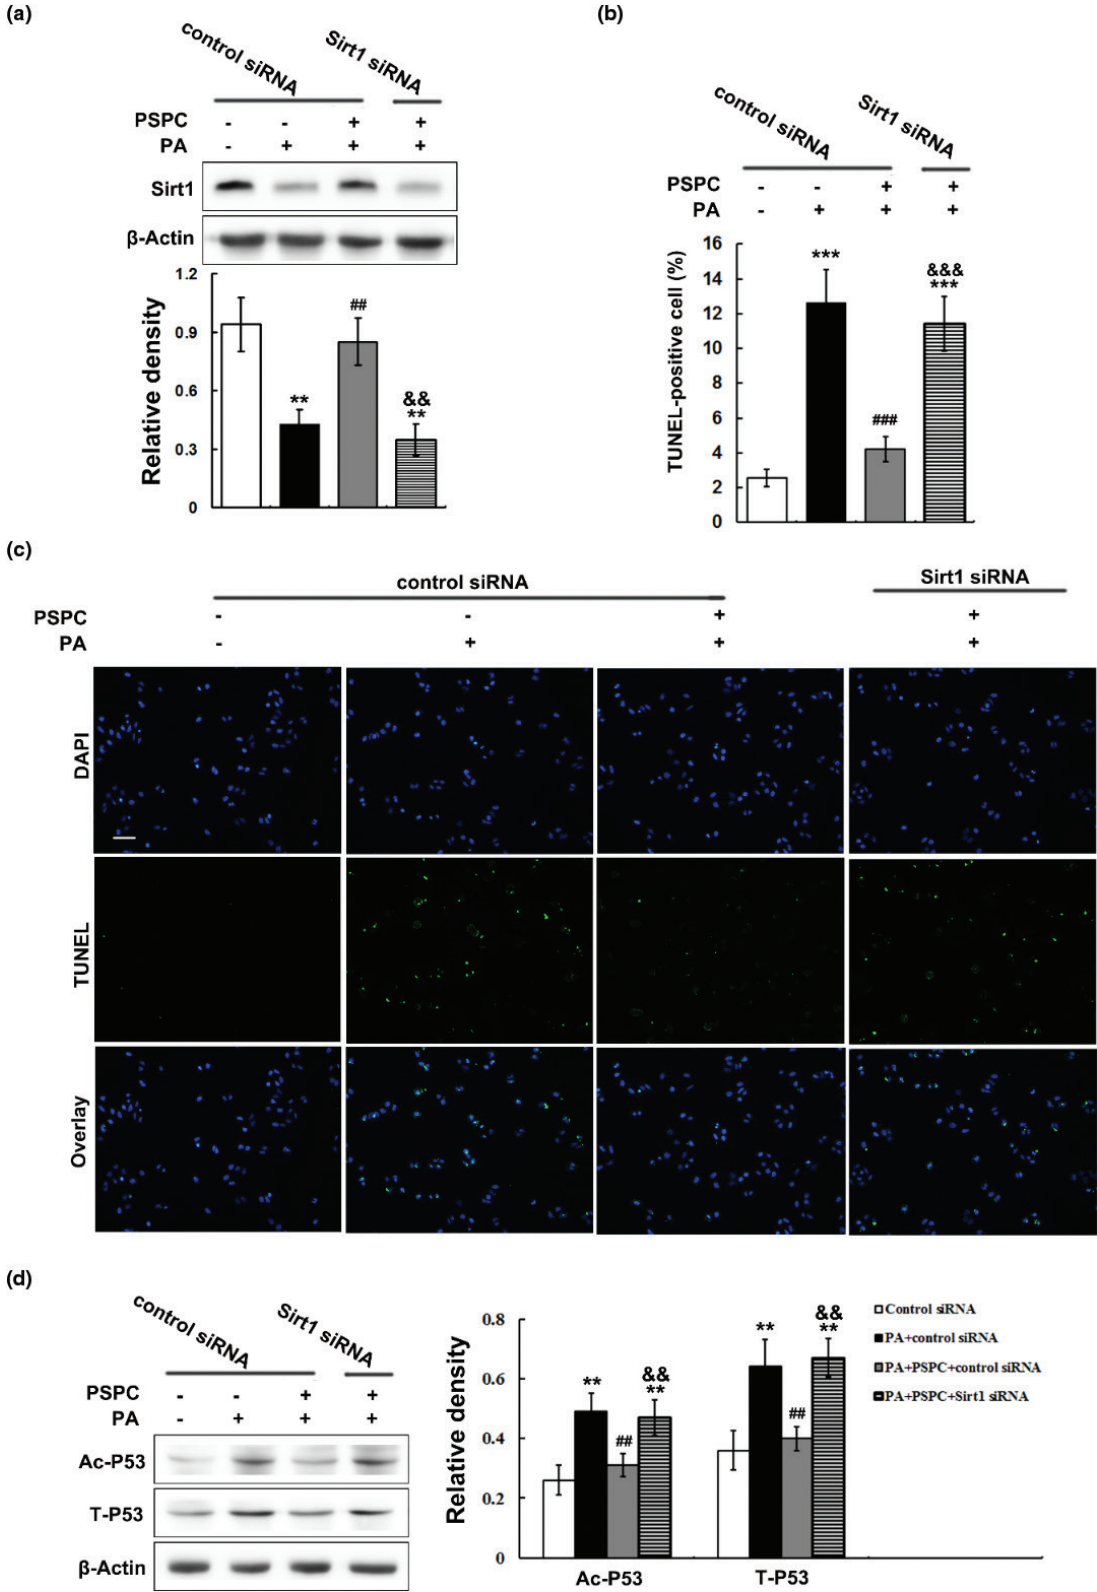 (a)
control siRNA
Sirt1 siRNA
PSPC - - + +
PA - + + +
Sirt1
β-Actin
Relative density
1.2
0.9
0.6
0.3
0
**
##
&&
**
(b)
control siRNA
Sirt1 siRNA
PSPC - - + +
PA - + + +
TUNEL-positive cell (%)
16
14
12
10
8
6
4
2
0
***
###
&&&
***
(c)
control siRNA
Sirt1 siRNA
PSPC - - + +
PA - + + +
DAPI
TUNEL
Overlay
(d)
control siRNA
Sirt1 siRNA
PSPC - - + +
PA - + + +
Ac-P53
T-P53
β-Actin
Relative density
0.8
0.6
0.4
0.2
0
**
##
&&
**
**
##
&&
**
Ac-P53
T-P53
Control siRNA
PA+control siRNA
PA+PSPC+control siRNA
PA+PSPC+Sirt1 siRNA